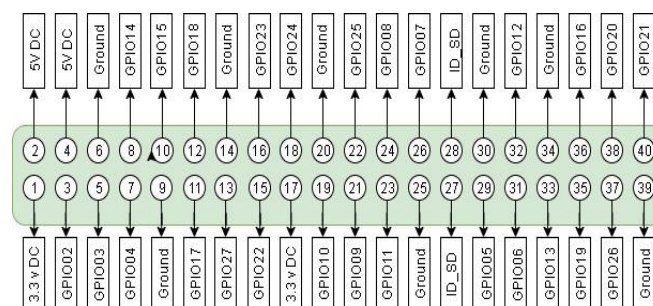 5V DC 5V DC Ground GPIO14 GPIO15 GPIO18 Ground GPIO23 GPIO24 Ground GPIO25 GPIO08 GPIO07 ID_SD Ground GPIO12 Ground GPIO16 GPIO20 GPIO21
2 4 6 8 10 12 14 16 18 20 22 24 26 28 30 32 34 36 38 40
1 3 5 7 9 11 13 15 17 19 21 23 25 27 29 31 33 35 37 39
3.3 v DC GPIO02 GPIO03 GPIO04 Ground GPIO17 GPIO27 GPIO22 3.3 v DC GPIO10 GPIO09 GPIO11 Ground ID_SD GPIO05 GPIO06 GPIO13 GPIO19 GPIO26 Ground